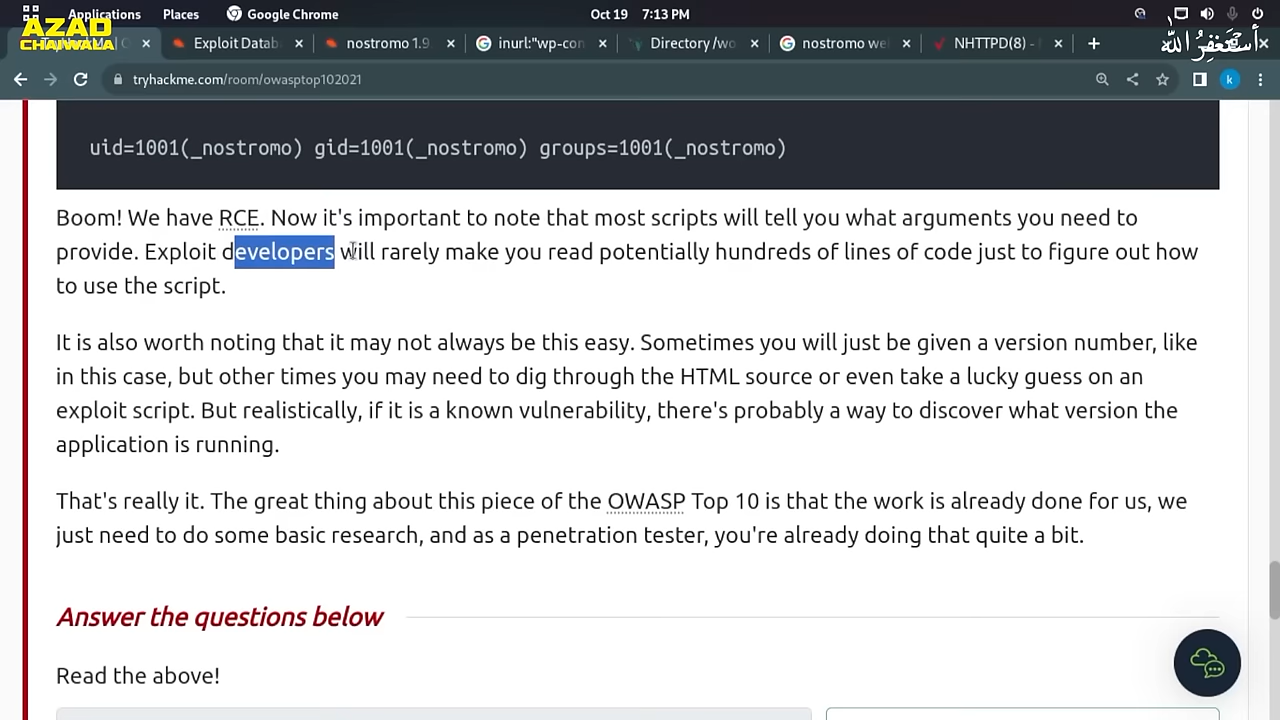 Applications Places Google Chrome Oct 19 7:13 PM
AZAD
CHAIWALA
أستغفر الله
Exploit Datab
nostromo 1.9
inurl:"wp-con
Directory /wo
nostromo we
NHTTPD(8) -
tryhackme.com/room/owasptop102021
k
uid=1001(_nostromo) gid=1001(_nostromo) groups=1001(_nostromo)
Boom! We have RCE. Now it's important to note that most scripts will tell you what arguments you need to
provide. Exploit developers will rarely make you read potentially hundreds of lines of code just to figure out how
to use the script.
It is also worth noting that it may not always be this easy. Sometimes you will just be given a version number, like
in this case, but other times you may need to dig through the HTML source or even take a lucky guess on an
exploit script. But realistically, if it is a known vulnerability, there's probably a way to discover what version the
application is running.
That's really it. The great thing about this piece of the OWASP Top 10 is that the work is already done for us, we
just need to do some basic research, and as a penetration tester, you're already doing that quite a bit.
Answer the questions below
Read the above!